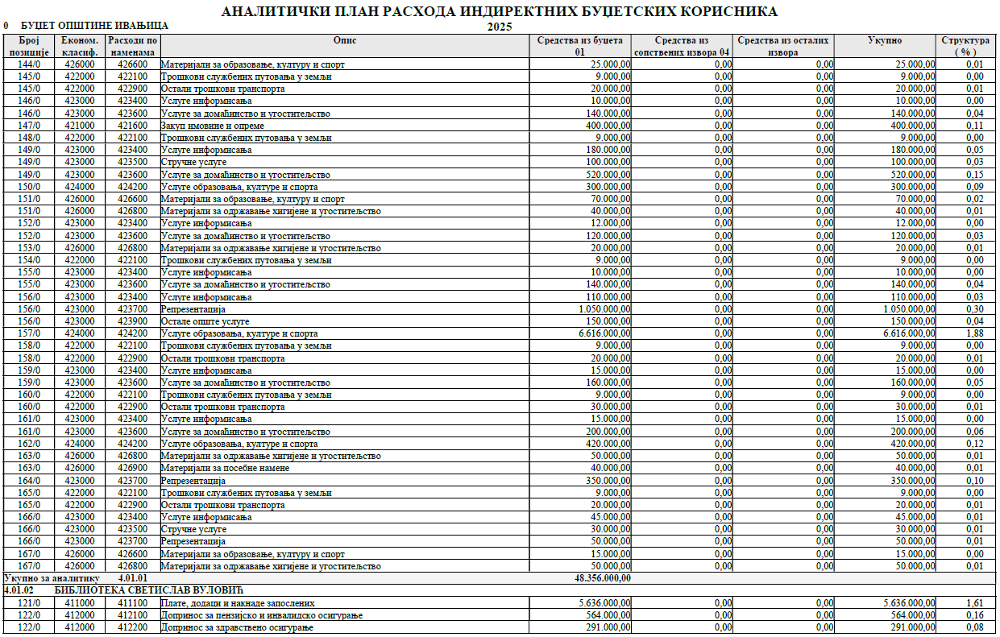 АНАЛИТИЧКИ ПЛАН РАСХОДА ИНДИРЕКТНИХ БУЏЕТСКИХ КОРИСНИКА
0 БУЏЕТ ОПШТИНЕ ИВАЊИЦА 2025
Број Економ. Расходи по Опис Средства из буџета Средства из Средства из осталих Укупно Структура
позиције класиф. наменама 01 сопствених извора 04 извора ( % )
144/0 426000 426600 Материјали за образовање, културу и спорт 25.000,00 0,00 0,00 25.000,00 0,01
145/0 422000 422100 Трошкови службених путовања у земљи 9.000,00 0,00 0,00 9.000,00 0,00
145/0 422000 422900 Остали трошкови транспорта 20.000,00 0,00 0,00 20.000,00 0,01
146/0 423000 423400 Услуге информисања 10.000,00 0,00 0,00 10.000,00 0,00
146/0 423000 423600 Услуге за домаћинство и угоститељство 140.000,00 0,00 0,00 140.000,00 0,04
147/0 421000 421600 Закуп имовине и опреме 400.000,00 0,00 0,00 400.000,00 0,11
148/0 422000 422100 Трошкови службених путовања у земљи 9.000,00 0,00 0,00 9.000,00 0,00
149/0 423000 423400 Услуге информисања 180.000,00 0,00 0,00 180.000,00 0,05
149/0 423000 423500 Стручне услуге 100.000,00 0,00 0,00 100.000,00 0,03
149/0 423000 423600 Услуге за домаћинство и угоститељство 520.000,00 0,00 0,00 520.000,00 0,15
150/0 424000 424200 Услуге образовања, културе и спорта 300.000,00 0,00 0,00 300.000,00 0,09
151/0 426600 426600 Материјали за образовање, културу и спорт 70.000,00 0,00 0,00 70.000,00 0,02
151/0 426000 426800 Материјали за одржавање хигијене и угоститељство 40.000,00 0,00 0,00 40.000,00 0,01
152/0 423000 423400 Услуге информисања 12.000,00 0,00 0,00 12.000,00 0,00
152/0 423000 423600 Услуге за домаћинство и угоститељство 120.000,00 0,00 0,00 120.000,00 0,03
153/0 426000 426800 Материјали за одржавање хигијене и угоститељство 20.000,00 0,00 0,00 20.000,00 0,01
154/0 422000 422100 Трошкови службених путовања у земљи 9.000,00 0,00 0,00 9.000,00 0,00
155/0 423000 423400 Услуге информисања 10.000,00 0,00 0,00 10.000,00 0,00
155/0 423000 423600 Услуге за домаћинство и угоститељство 140.000,00 0,00 0,00 140.000,00 0,04
156/0 423000 423400 Услуге информисања 110.000,00 0,00 0,00 110.000,00 0,03
156/0 423000 423700 Репрезентација 1.050.000,00 0,00 0,00 1.050.000,00 0,30
156/0 423000 423900 Остале опште услуге 150.000,00 0,00 0,00 150.000,00 0,04
157/0 424000 424200 Услуге образовања, културе и спорта 6.616.000,00 0,00 0,00 6.616.000,00 1,88
158/0 422000 422100 Трошкови службених путовања у земљи 9.000,00 0,00 0,00 9.000,00 0,00
158/0 422000 422900 Остали трошкови транспорта 20.000,00 0,00 0,00 20.000,00 0,01
159/0 423000 423400 Услуге информисања 15.000,00 0,00 0,00 15.000,00 0,00
159/0 423000 423600 Услуге за домаћинство и угоститељство 160.000,00 0,00 0,00 160.000,00 0,05
160/0 422000 422100 Трошкови службених путовања у земљи 9.000,00 0,00 0,00 9.000,00 0,00
160/0 422000 422900 Остали трошкови транспорта 30.000,00 0,00 0,00 30.000,00 0,01
161/0 423000 423400 Услуге информисања 15.000,00 0,00 0,00 15.000,00 0,00
161/0 423000 423600 Услуге за домаћинство и угоститељство 200.000,00 0,00 0,00 200.000,00 0,06
162/0 424000 424200 Услуге образовања, културе и спорта 420.000,00 0,00 0,00 420.000,00 0,12
163/0 426000 426800 Материјали за одржавање хигијене и угоститељство 50.000,00 0,00 0,00 50.000,00 0,01
163/0 426000 426900 Материјали за посебне намене 40.000,00 0,00 0,00 40.000,00 0,01
164/0 423000 423700 Репрезентација 350.000,00 0,00 0,00 350.000,00 0,10
165/0 422000 422100 Трошкови службених путовања у земљи 9.000,00 0,00 0,00 9.000,00 0,00
165/0 422000 422900 Остали трошкови транспорта 20.000,00 0,00 0,00 20.000,00 0,01
166/0 423000 423400 Услуге информисања 45.000,00 0,00 0,00 45.000,00 0,01
166/0 423000 423500 Стручне услуге 30.000,00 0,00 0,00 30.000,00 0,01
166/0 423000 423700 Репрезентација 50.000,00 0,00 0,00 50.000,00 0,01
167/0 426000 426600 Материјали за образовање, културу и спорт 15.000,00 0,00 0,00 15.000,00 0,00
167/0 426000 426800 Материјали за одржавање хигијене и угоститељство 50.000,00 0,00 0,00 50.000,00 0,01
Укупно за аналитику 4.01.01 48.356.000,00
4.01.02 БИБЛИОТЕКА СВЕТИСЛАВ ВУЛОВИЋ
121/0 411000 411100 Плате, додаци и накнаде запослених 5.636.000,00 0,00 0,00 5.636.000,00 1,61
122/0 412000 412100 Допринос за пензијско и инвалидско осигурање 564.000,00 0,00 0,00 564.000,00 0,16
122/0 412000 412200 Допринос за здравствено осигурање 291.000,00 0,00 0,00 291.000,00 0,08